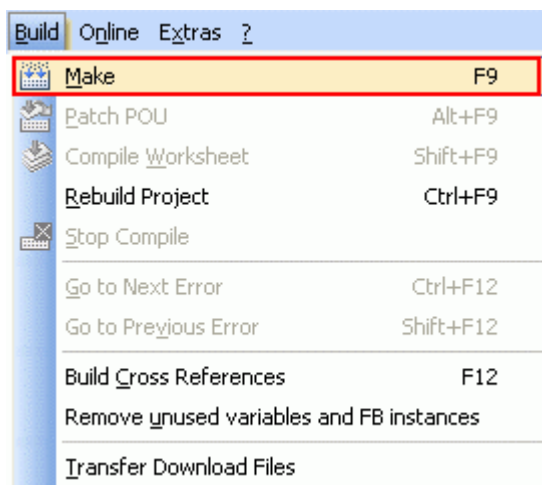 Build Online Extras ?
Make F9
Patch POU Alt+F9
Compile Worksheet Shift+F9
Rebuild Project Ctrl+F9
Stop Compile
Go to Next Error Ctrl+F12
Go to Previous Error Shift+F12
Build Cross References F12
Remove unused variables and FB instances
Transfer Download Files